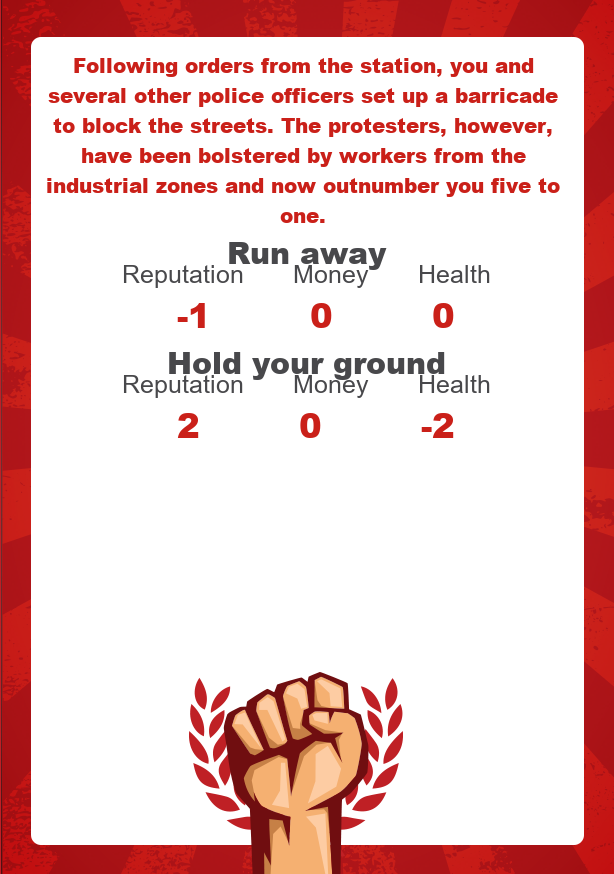 Following orders from the station, you and
several other police officers set up a barricade
to block the streets. The protesters, however,
have been bolstered by workers from the
industrial zones and now outnumber you five to
one.
Run away
Reputation Money Health
-1 0 0
Hold your ground
Reputation Money Health
2 0 -2